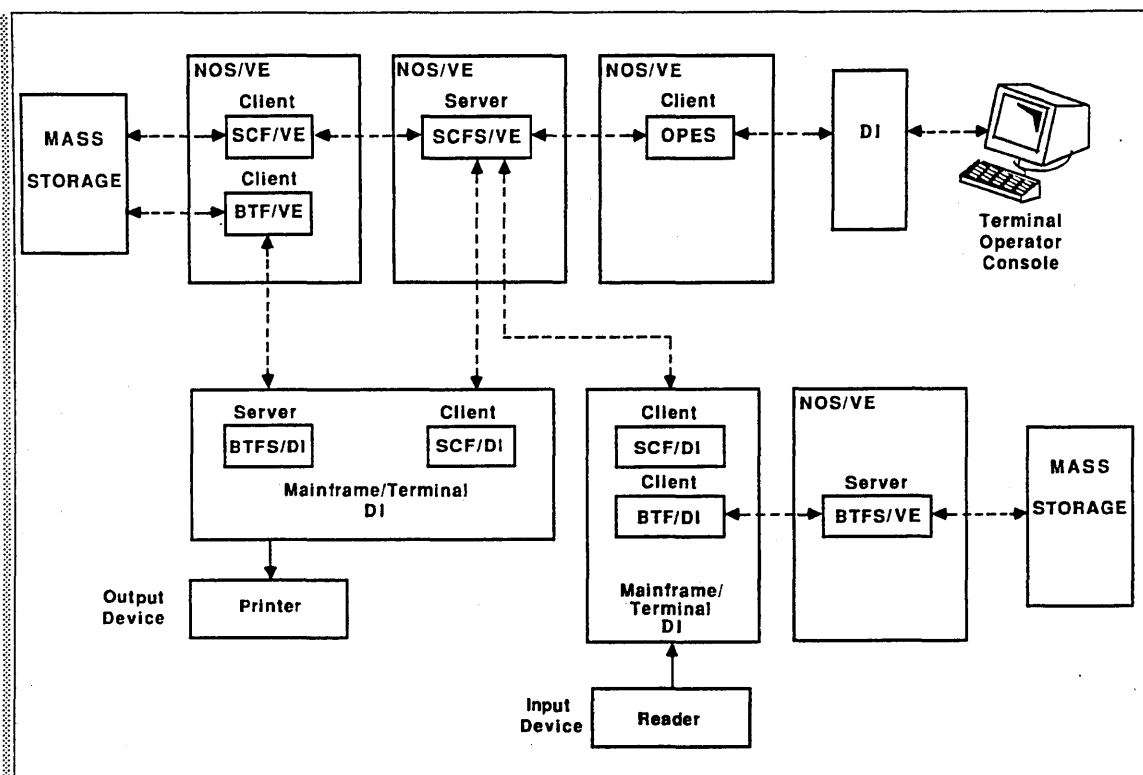 NOS/VE
NOS/VE
NOS/VE
MASS
STORAGE
Client
SCF/VE
Client
BTF/VE
Server
SCFS/VE
Client
OPES
DI
Terminal
Operator
Console
Server
BTFS/DI
Client
SCF/DI
Mainframe/Terminal
DI
Output
Device
Printer
Client
SCF/DI
Client
BTF/DI
Mainframe/
Terminal
DI
NOS/VE
Server
BTFS/VE
MASS
STORAGE
Input
Device
Reader